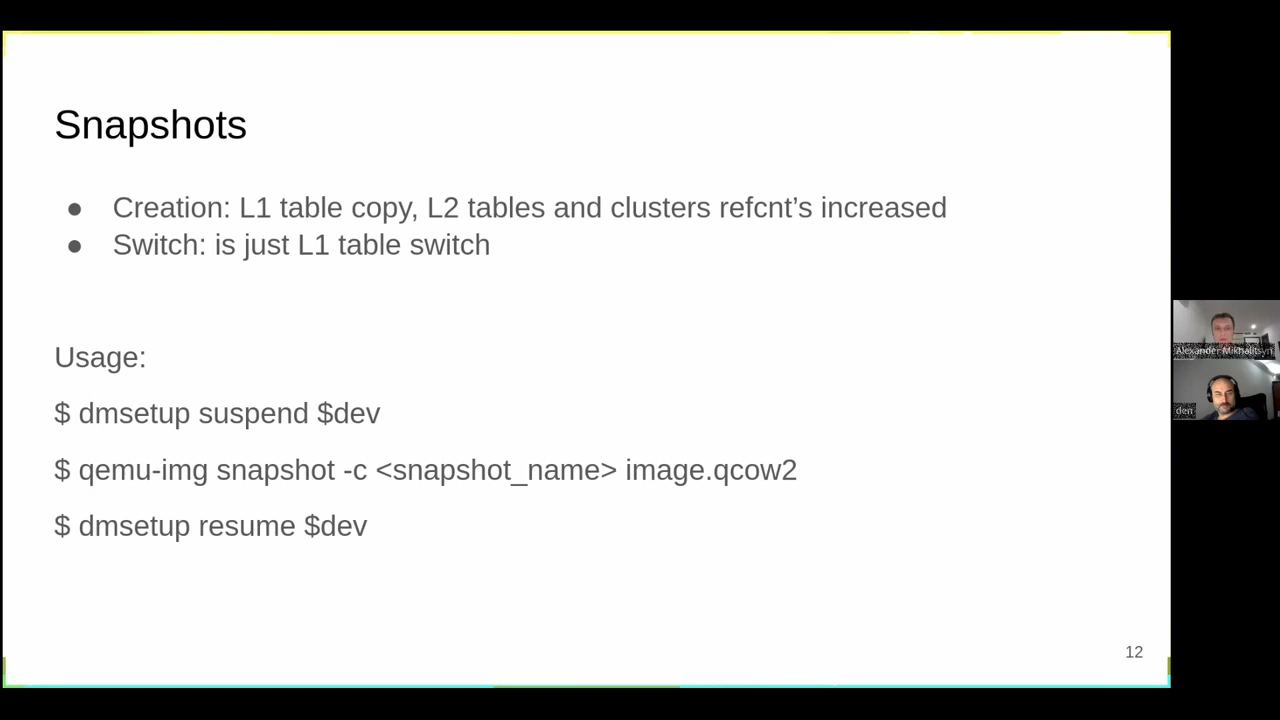 Snapshots
● Creation: L1 table copy, L2 tables and clusters refcnt’s increased
● Switch: is just L1 table switch
Usage:
$ dmsetup suspend $dev
$ qemu-img snapshot -c <snapshot_name> image.qcow2
$ dmsetup resume $dev
12
Alexander Mikhalitsyn
den